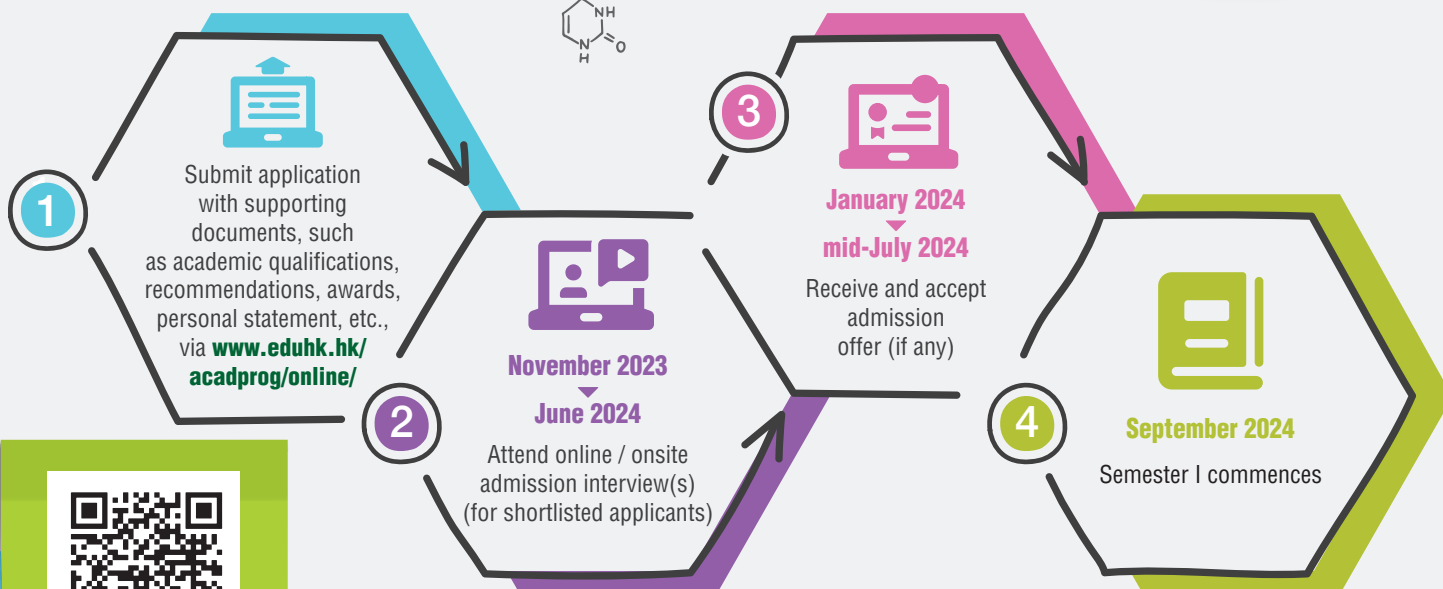 NH
N
H
O
1
Submit application
with supporting
documents, such
as academic qualifications,
recommendations, awards,
personal statement, etc.,
via www.eduhk.hk/
acadprog/online/
2
November 2023
June 2024
Attend online / onsite
admission interview(s)
(for shortlisted applicants)
3
January 2024
mid-July 2024
Receive and accept
admission
offer (if any)
4
September 2024
Semester I commences